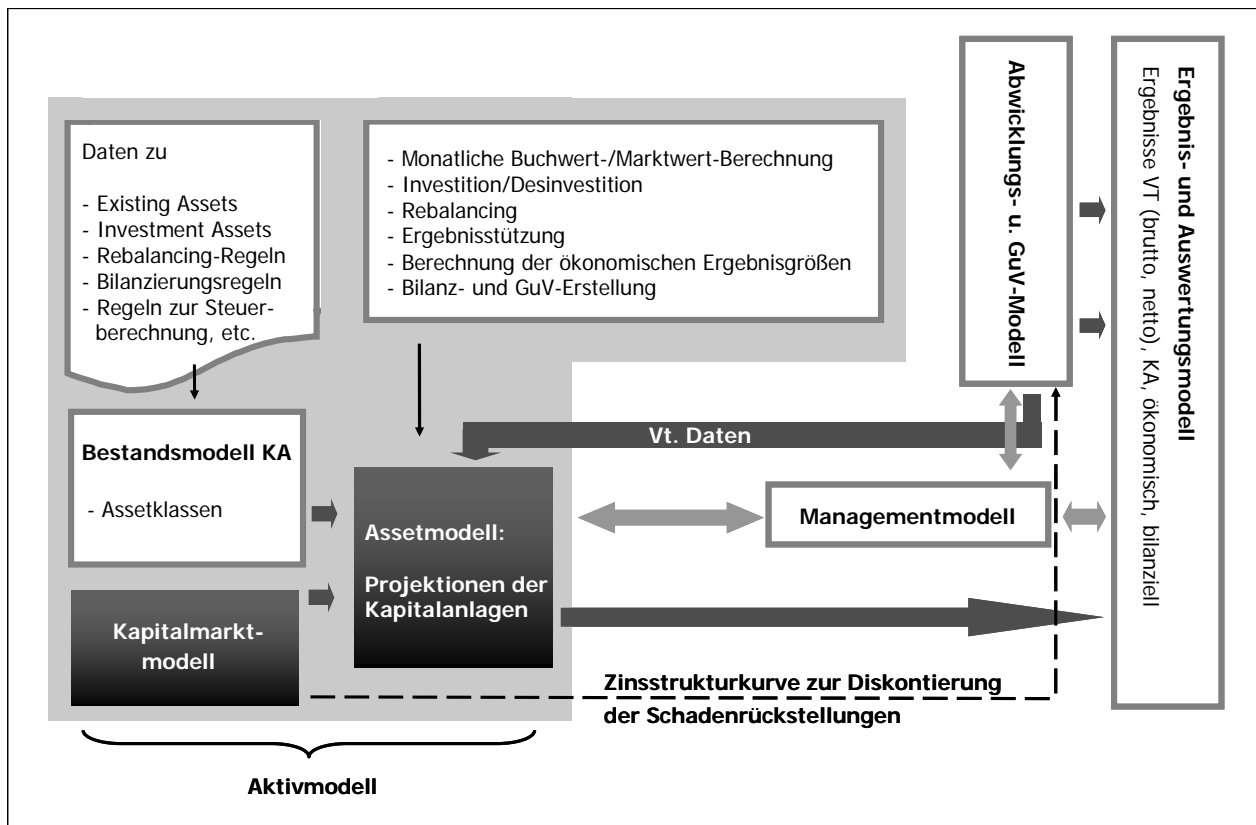 Daten zu
- Existing Assets
- Investment Assets
- Rebalancing-Regeln
- Bilanzierungsregeln
- Regeln zur Steuer-
berechnung, etc.
- Monatliche Buchwert-/Marktwert-Berechnung
- Investition/Desinvestition
- Rebalancing
- Ergebnisstützung
- Berechnung der ökonomischen Ergebnisgrößen
- Bilanz- und GuV-Erstellung
Abwicklungs- u. GuV-Modell
Ergebnis- und Auswertungsmodell
Ergebnisse VT (brutto, netto), KA, ökonomisch, bilanziell
Vt. Daten
Bestandsmodell KA
- Assetklassen
Assetmodell:
Projektionen der
Kapitalanlagen
Managementmodell
Kapitalmarkt-
modell
Zinsstrukturkurve zur Diskontierung
der Schadenrückstellungen
Aktivmodell